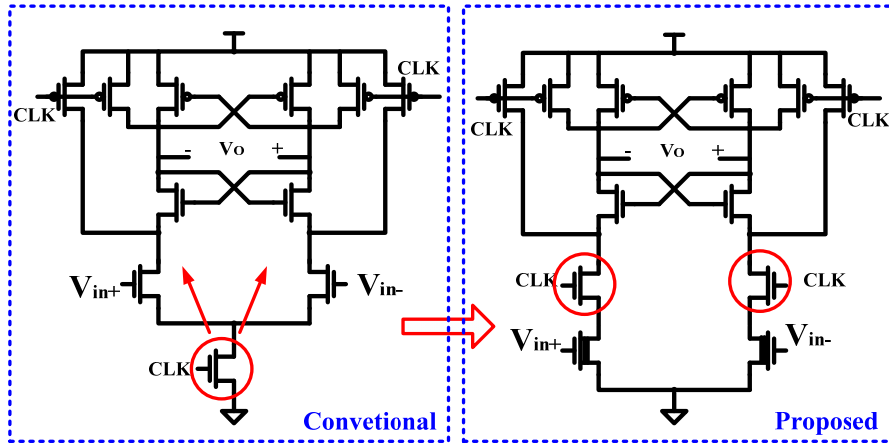 CLK
CLK
- Vo +
Vin+
Vin-
CLK
Convetional
CLK
CLK
- Vo +
CLK
CLK
Vin+
Vin-
Proposed